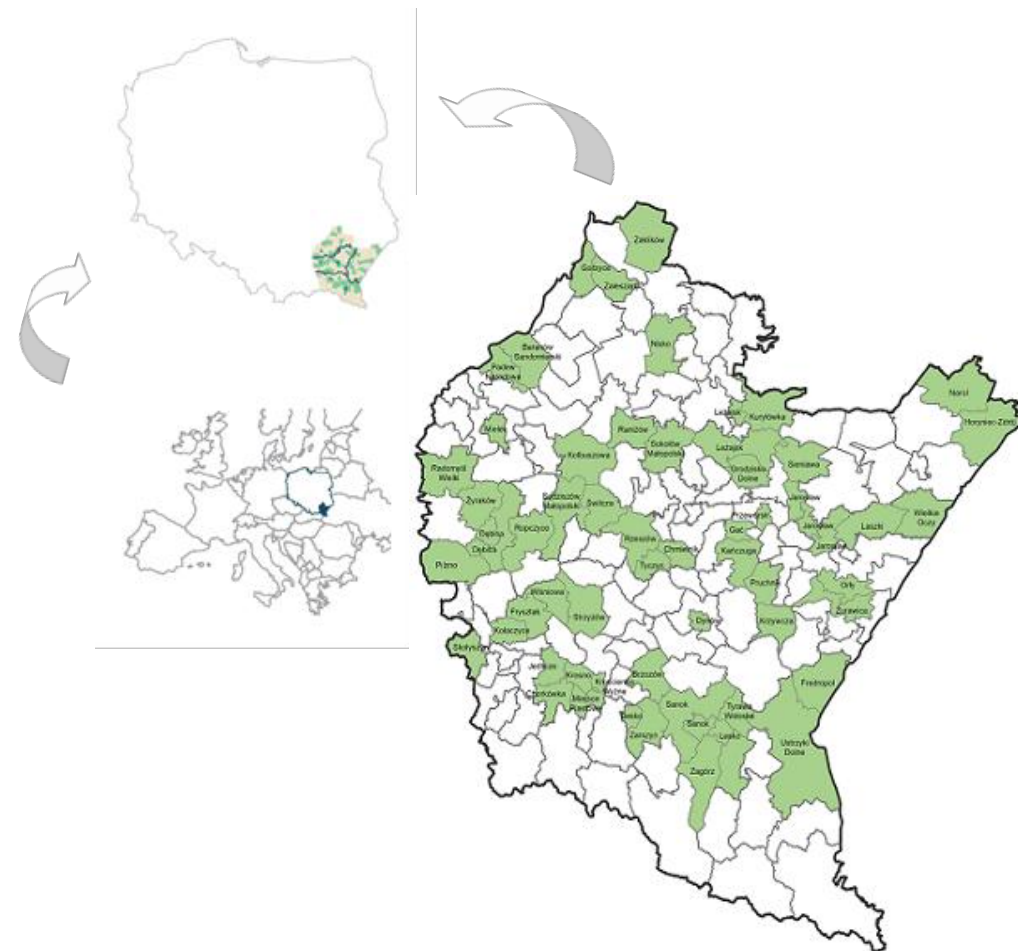 Zaklików
Gorzyce
Zaleszany
Nisko
Baranów
Sandomierski
Padew
Narodowa
Narol
Horyniec-Zdrój
Leżajsk
Kuryłówka
Mielec
Raniżów
Sokołów
Małopolski
Leżajsk
Kolbuszowa
Grodzisko
Dolne
Sieniawa
Radomyśl
Wielki
Żyraków
Sędziszów
Małopolski
Świlcza
Jarosław
Przeworsk
Wielkie
Oczy
Laszki
Jarosław
Dębica
Ropczyce
Gać
Rzeszów
Chmielnik
Kańczuga
Jarosław
Dębica
Pilzno
Tyczyn
Pruchnik
Orły
Żurawica
Wiśniowa
Frysztak
Strzyżów
Kołaczyce
Dynów
Krzywcza
Skołyszyn
Jedlicze
Krosno
Brzozów
Fredropol
Chorkówka
Miejsce
Piastowe
Sanok
Tyrawa
Wołoska
Besko
Sanok
Lesko
Zarszyn
Ustrzyki
Dolne
Zagórz